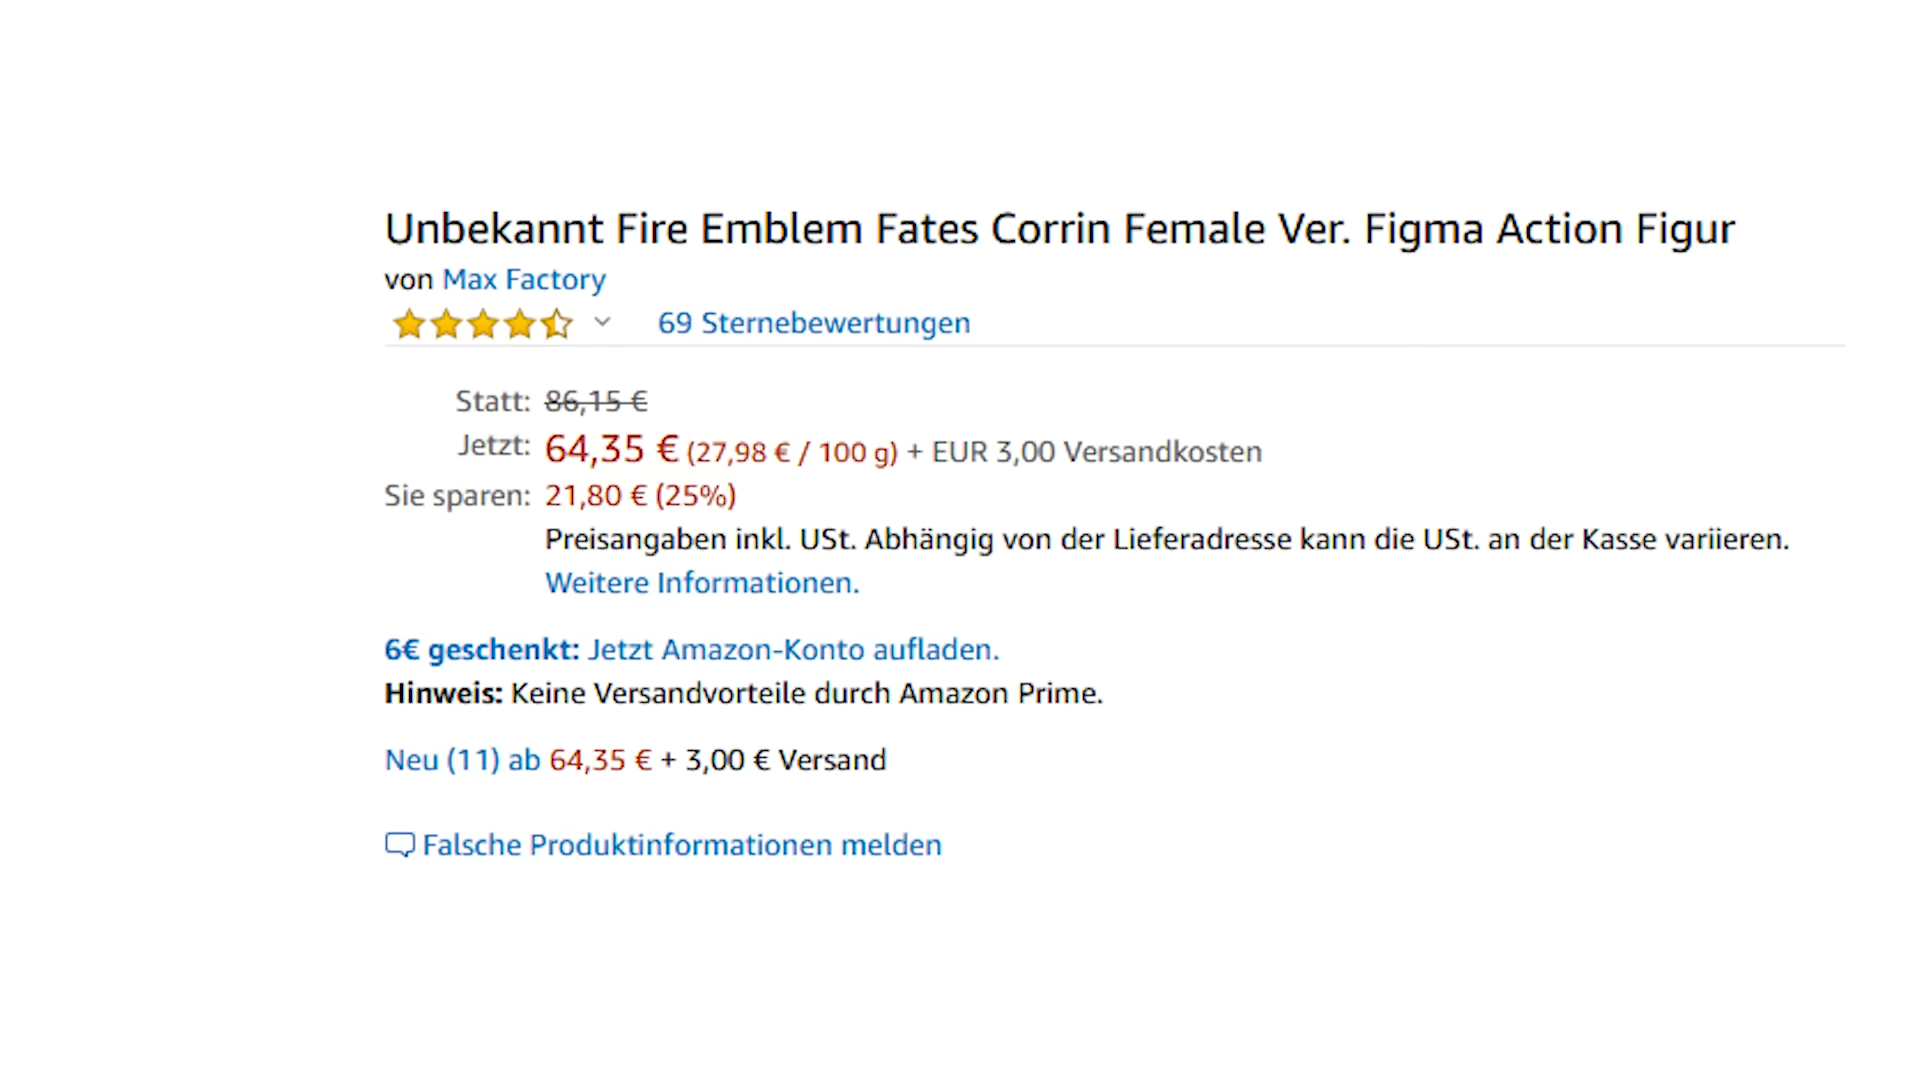 Unbekannt Fire Emblem Fates Corrin Female Ver. Figma Action Figur
von Max Factory
69 Sternebewertungen
Statt: 86,15 €
Jetzt: 64,35 € (27,98 € / 100 g) + EUR 3,00 Versandkosten
Sie sparen: 21,80 € (25%)
Preisangaben inkl. USt. Abhängig von der Lieferadresse kann die USt. an der Kasse variieren.
Weitere Informationen.
6€ geschenkt: Jetzt Amazon-Konto aufladen.
Hinweis: Keine Versandvorteile durch Amazon Prime.
Neu (11) ab 64,35 € + 3,00 € Versand
Falsche Produktinformationen melden